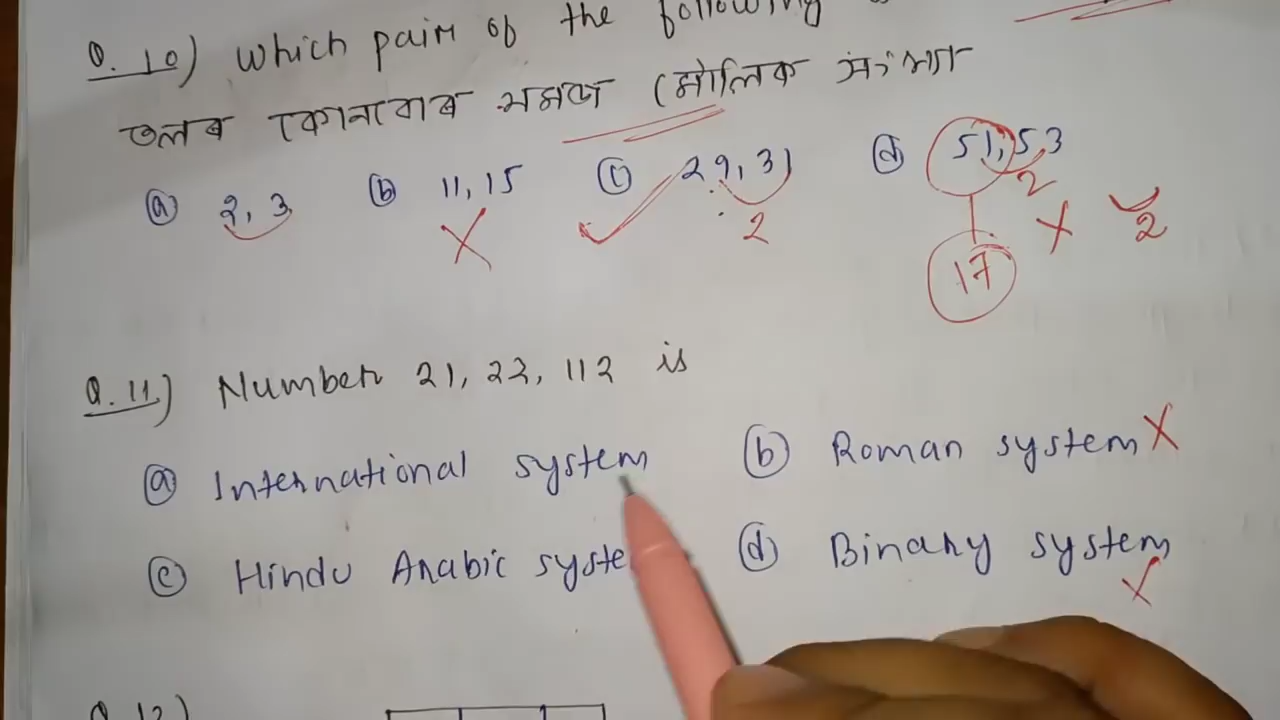 Q. 10) Which pair of the following
তলৰ কোনবোৰ যমজ (মৌলিক সংখ্যা
(a) 2, 3 (b) 11, 15 (c) 29, 31 (d) 51, 53
X 2 2 X 2
17
Q. 11.) Number 21, 22, 112 is
(a) International system (b) Roman system X
(c) Hindu Arabic syste (d) Binary system
X
Q. 12)